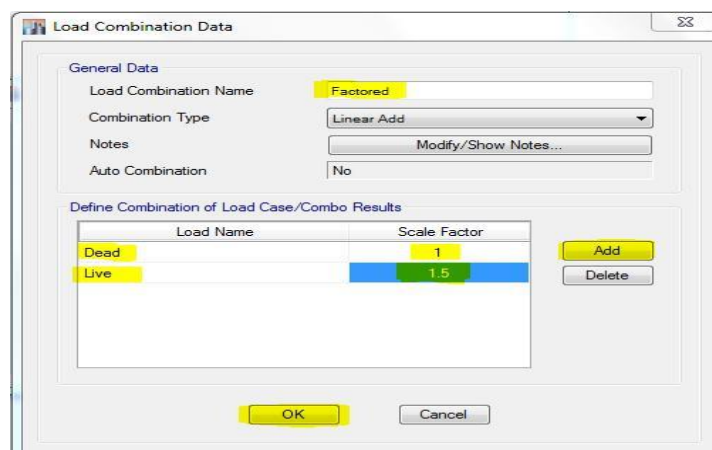 Load Combination Data
General Data
Load Combination Name Factored
Combination Type Linear Add
Notes Modify/Show Notes...
Auto Combination No
Define Combination of Load Case/Combo Results
Load Name Scale Factor
Dead 1 Add
Live 1.5 Delete
OK Cancel